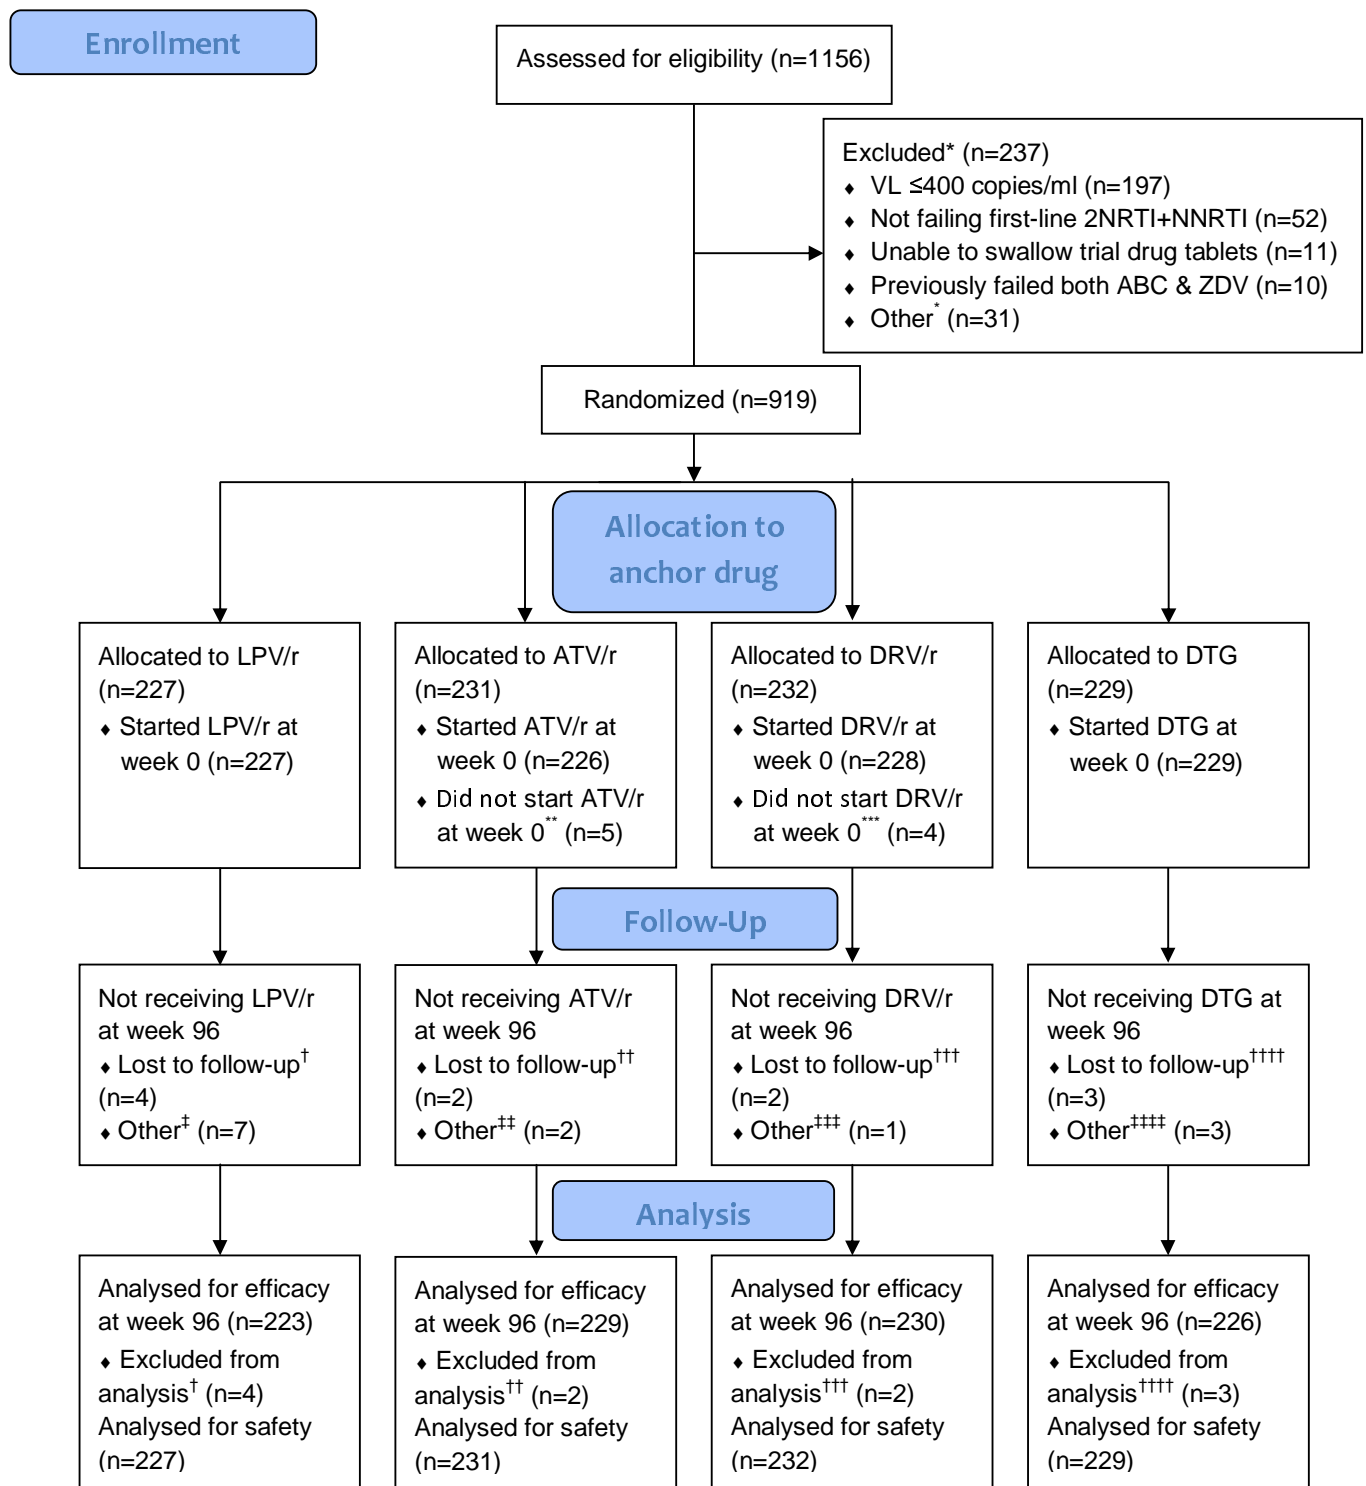 Enrollment
Assessed for eligibility (n=1156)
Excluded* (n=237)
♦ VL ≤400 copies/ml (n=197)
♦ Not failing first-line 2NRTI+NNRTI (n=52)
♦ Unable to swallow trial drug tablets (n=11)
♦ Previously failed both ABC & ZDV (n=10)
♦ Other* (n=31)
Randomized (n=919)
Allocation to
anchor drug
Allocated to LPV/r
(n=227)
♦ Started LPV/r at
week 0 (n=227)
Allocated to ATV/r
(n=231)
♦ Started ATV/r at
week 0 (n=226)
♦ Did not start ATV/r
at week 0** (n=5)
Allocated to DRV/r
(n=232)
♦ Started DRV/r at
week 0 (n=228)
♦ Did not start DRV/r
at week 0*** (n=4)
Allocated to DTG
(n=229)
♦ Started DTG at
week 0 (n=229)
Follow-Up
Not receiving LPV/r
at week 96
♦ Lost to follow-up†
(n=4)
♦ Other‡ (n=7)
Not receiving ATV/r
at week 96
♦ Lost to follow-up††
(n=2)
♦ Other‡‡ (n=2)
Not receiving DRV/r
at week 96
♦ Lost to follow-up†††
(n=2)
♦ Other‡‡‡ (n=1)
Not receiving DTG at
week 96
♦ Lost to follow-up††††
(n=3)
♦ Other‡‡‡‡ (n=3)
Analysis
Analysed for efficacy
at week 96 (n=223)
♦ Excluded from
analysis† (n=4)
Analysed for safety
(n=227)
Analysed for efficacy
at week 96 (n=229)
♦ Excluded from
analysis†† (n=2)
Analysed for safety
(n=231)
Analysed for efficacy
at week 96 (n=230)
♦ Excluded from
analysis††† (n=2)
Analysed for safety
(n=232)
Analysed for efficacy
at week 96 (n=226)
♦ Excluded from
analysis†††† (n=3)
Analysed for safety
(n=229)